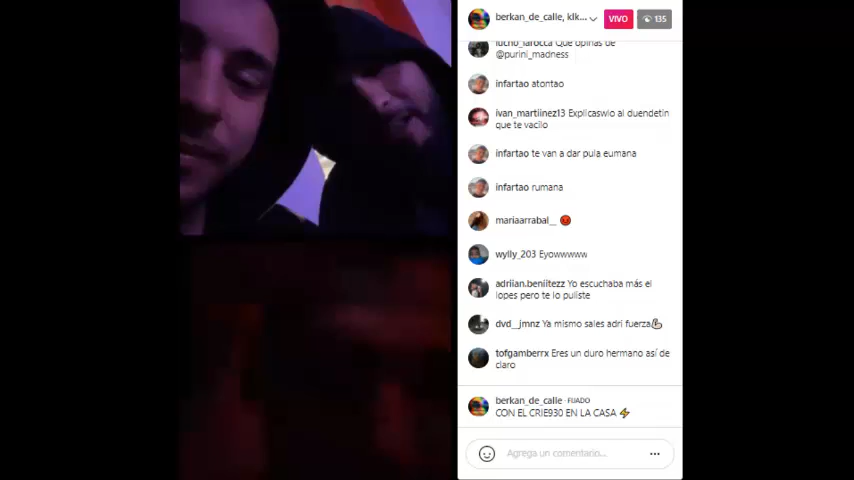 berkan_de_calle, klk...
VIVO
135
lucho_larocca Que opinas de
@purini_madness
infartao atontao
ivan_martiinez13 Explicaswio al duendetin
que te vacilo
infartao te van a dar puia eumana
infartao rumana
mariaarrabal__
wylly_203 Eyowwwww
adriian.beniitezz Yo escuchaba más el
lopes pero te lo puliste
dvd__jmnz Ya mismo sales adri fuerza
tofgamberrx Eres un duro hermano así de
claro
berkan_de_calle · FIJADO
CON EL CRIE930 EN LA CASA ⚡
Agrega un comentario...